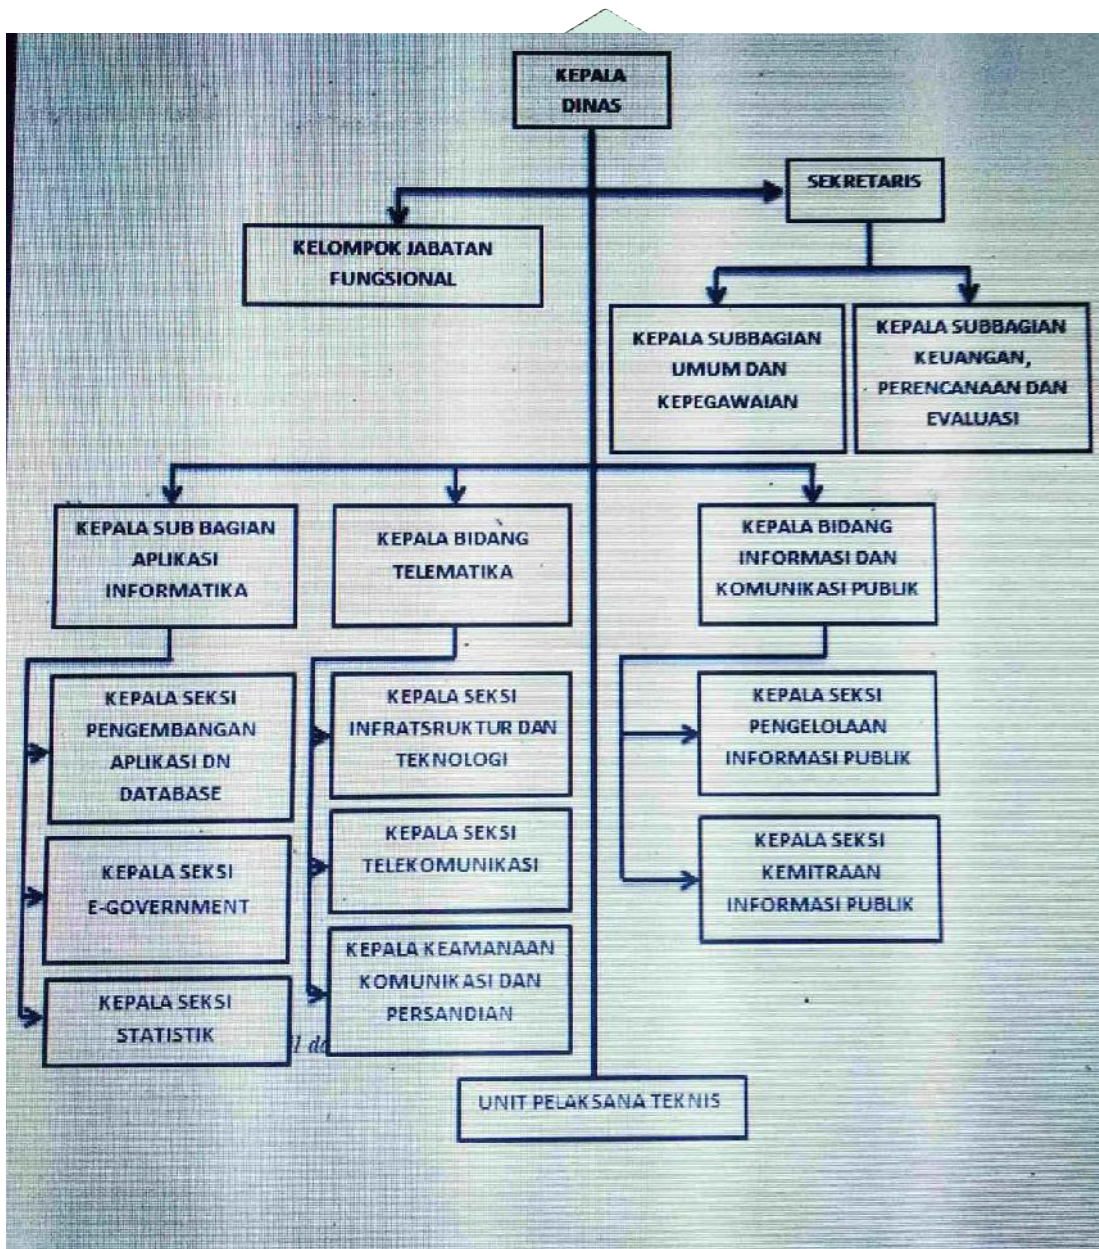 KEPALA
DINAS
SEKRETARIS
KELOMPOK JABATAN
FUNGSIONAL
KEPALA SUBBAGIAN
UMUM DAN
KEPEGAWAIAN
KEPALA SUBBAGIAN
KEUANGAN,
PERENCANAAN DAN
EVALUASI
KEPALA SUB BAGIAN
APLIKASI
INFORMATIKA
KEPALA BIDANG
TELEMATIKA
KEPALA BIDANG
INFORMASI DAN
KOMUNIKASI PUBLIK
KEPALA SEKSI
PENGEMBANGAN
APLIKASI DN
DATABASE
KEPALA SEKSI
E-GOVERNMENT
KEPALA SEKSI
STATISTIK
KEPALA SEKSI
INFRATSRUKTUR DAN
TEKNOLOGI
KEPALA SEKSI
TELEKOMUNIKASI
KEPALA KEAMANAAN
KOMUNIKASI DAN
PERSANDIAN
KEPALA SEKSI
PENGELOLAAN
INFORMASI PUBLIK
KEPALA SEKSI
KEMITRAAN
INFORMASI PUBLIK
UNIT PELAKSANA TEKNIS